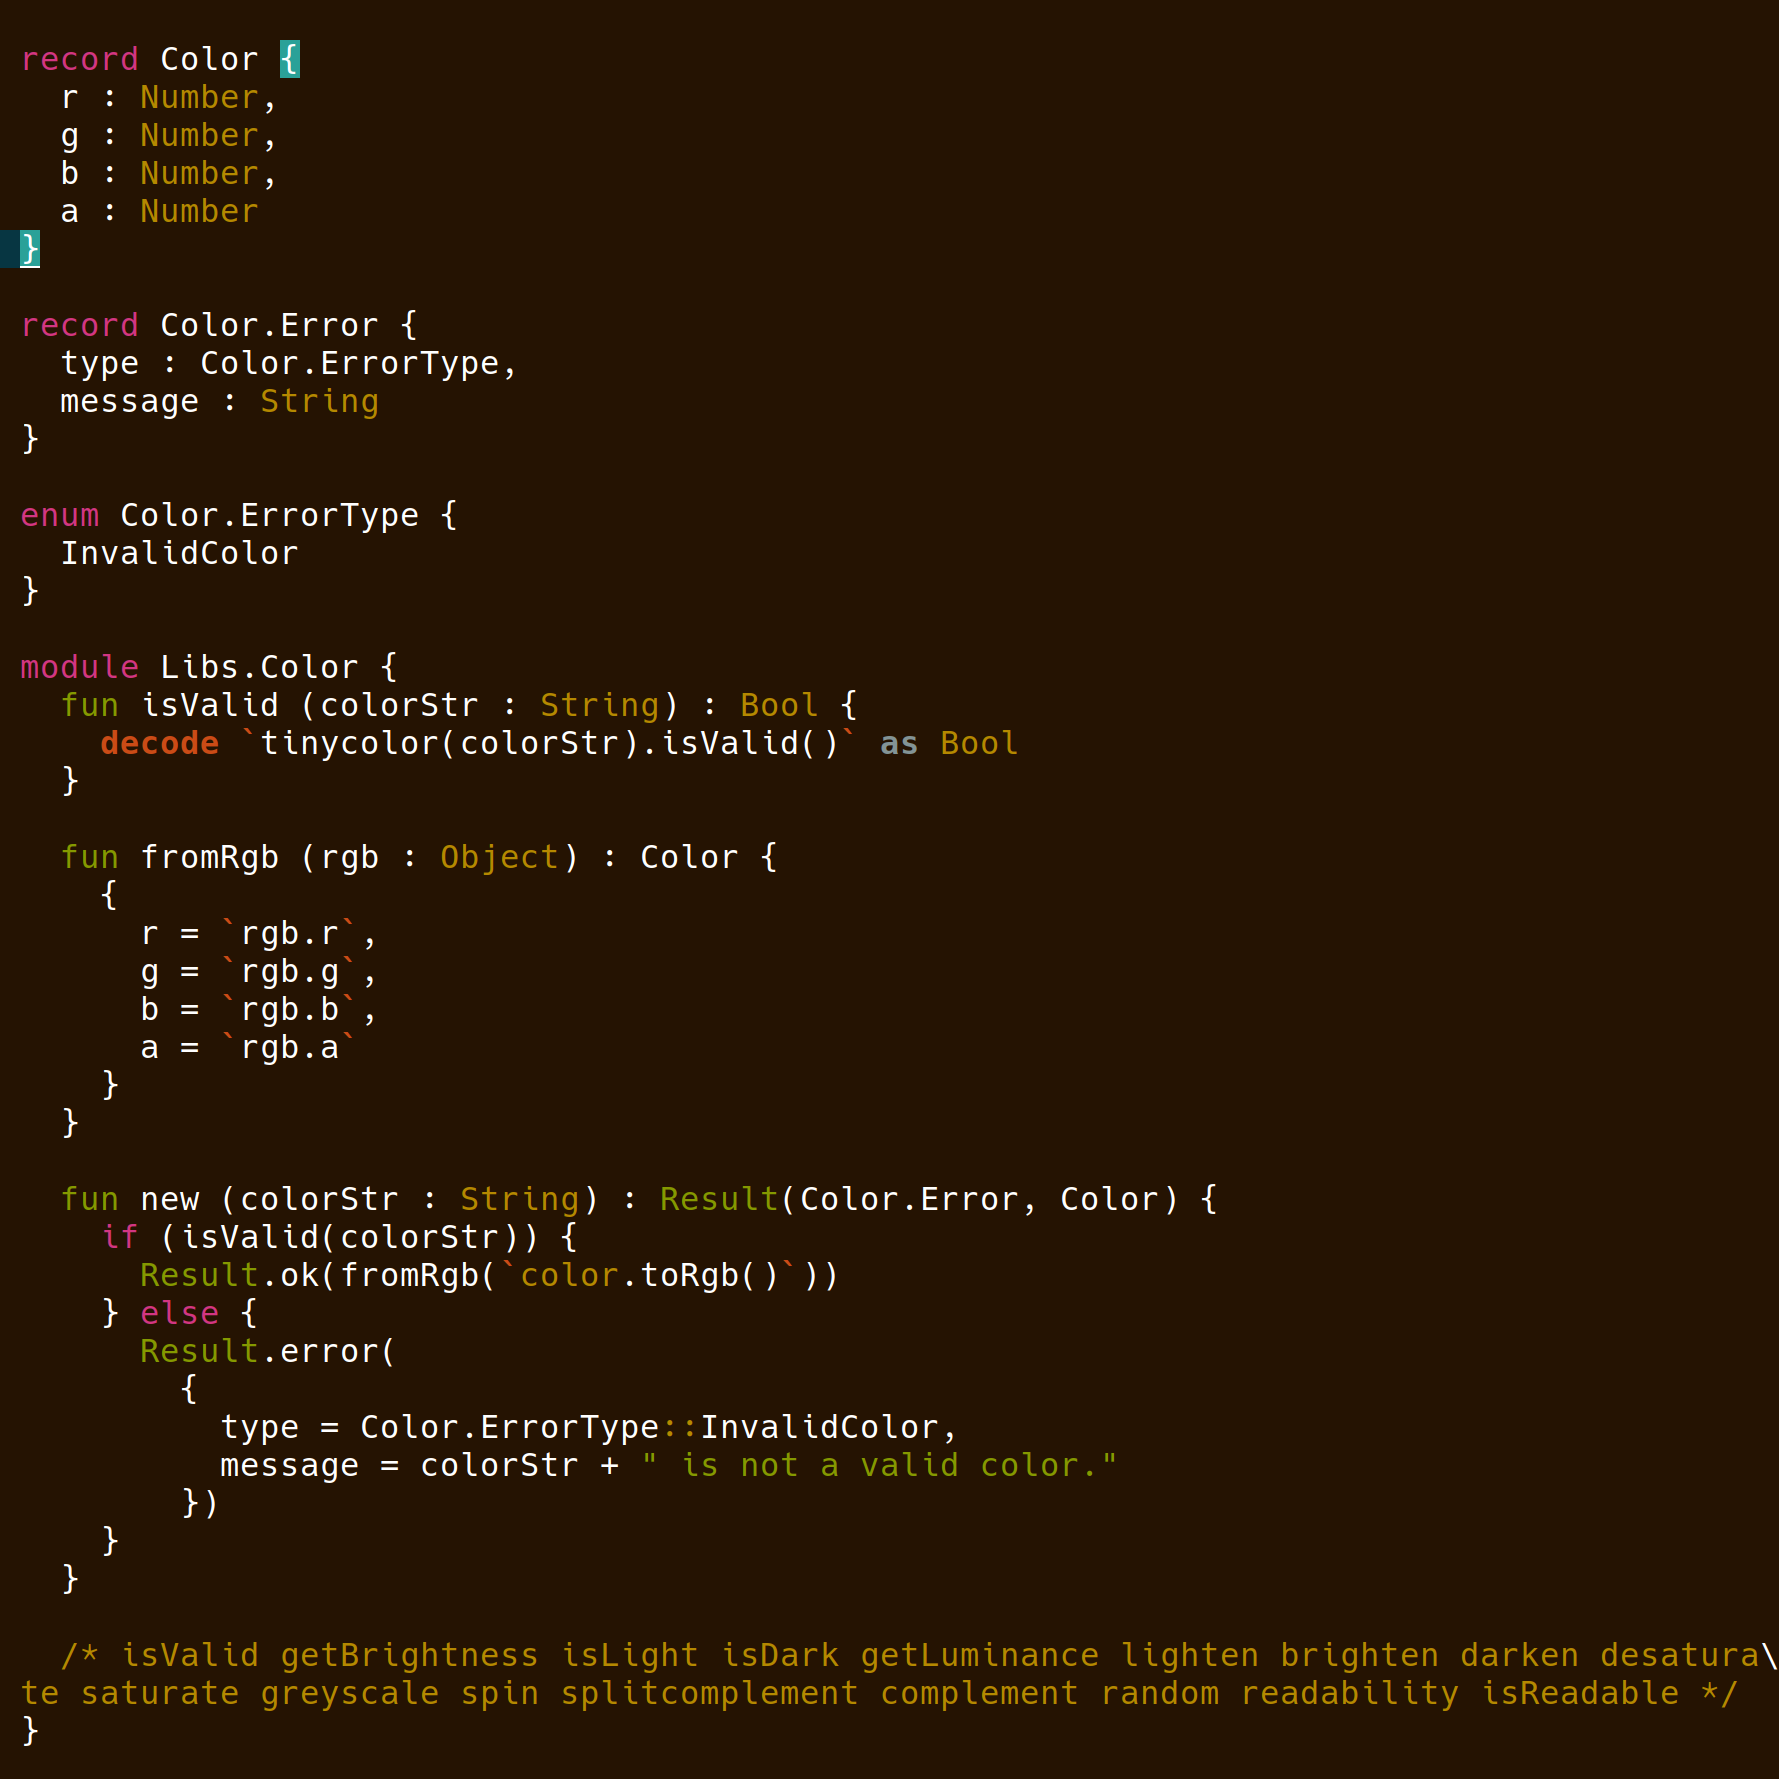 record Color {
  r : Number,
  g : Number,
  b : Number,
  a : Number
}

record Color.Error {
  type : Color.ErrorType,
  message : String
}

enum Color.ErrorType {
  InvalidColor
}

module Libs.Color {
  fun isValid (colorStr : String) : Bool {
    decode `tinycolor(colorStr).isValid()` as Bool
  }

  fun fromRgb (rgb : Object) : Color {
    {
      r = `rgb.r`,
      g = `rgb.g`,
      b = `rgb.b`,
      a = `rgb.a`
    }
  }

  fun new (colorStr : String) : Result(Color.Error, Color) {
    if (isValid(colorStr)) {
      Result.ok(fromRgb(`color.toRgb()`))
    } else {
      Result.error(
        {
          type = Color.ErrorType::InvalidColor,
          message = colorStr + " is not a valid color."
        })
    }
  }

  /* isValid getBrightness isLight isDark getLuminance lighten brighten darken desatura\
te saturate greyscale spin splitcomplement complement random readability isReadable */
}